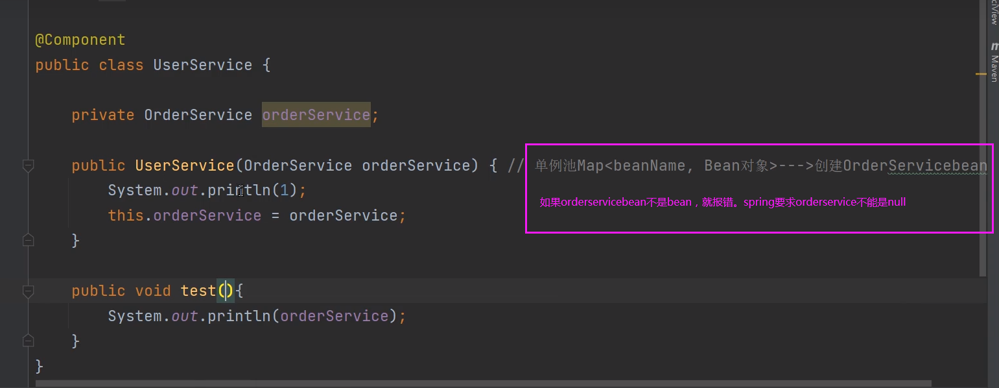 @Component
public class UserService {
private OrderService orderService;
public UserService(OrderService orderService) { // 单例池Map<beanName, Bean对象>--->创建OrderServicebean
System.out.println(1);
如果orderservicebean不是bean，就报错。spring要求orderservice不能是null
this.orderService = orderService;
}
public void test(){
System.out.println(orderService);
}
}
ciView
m Maven